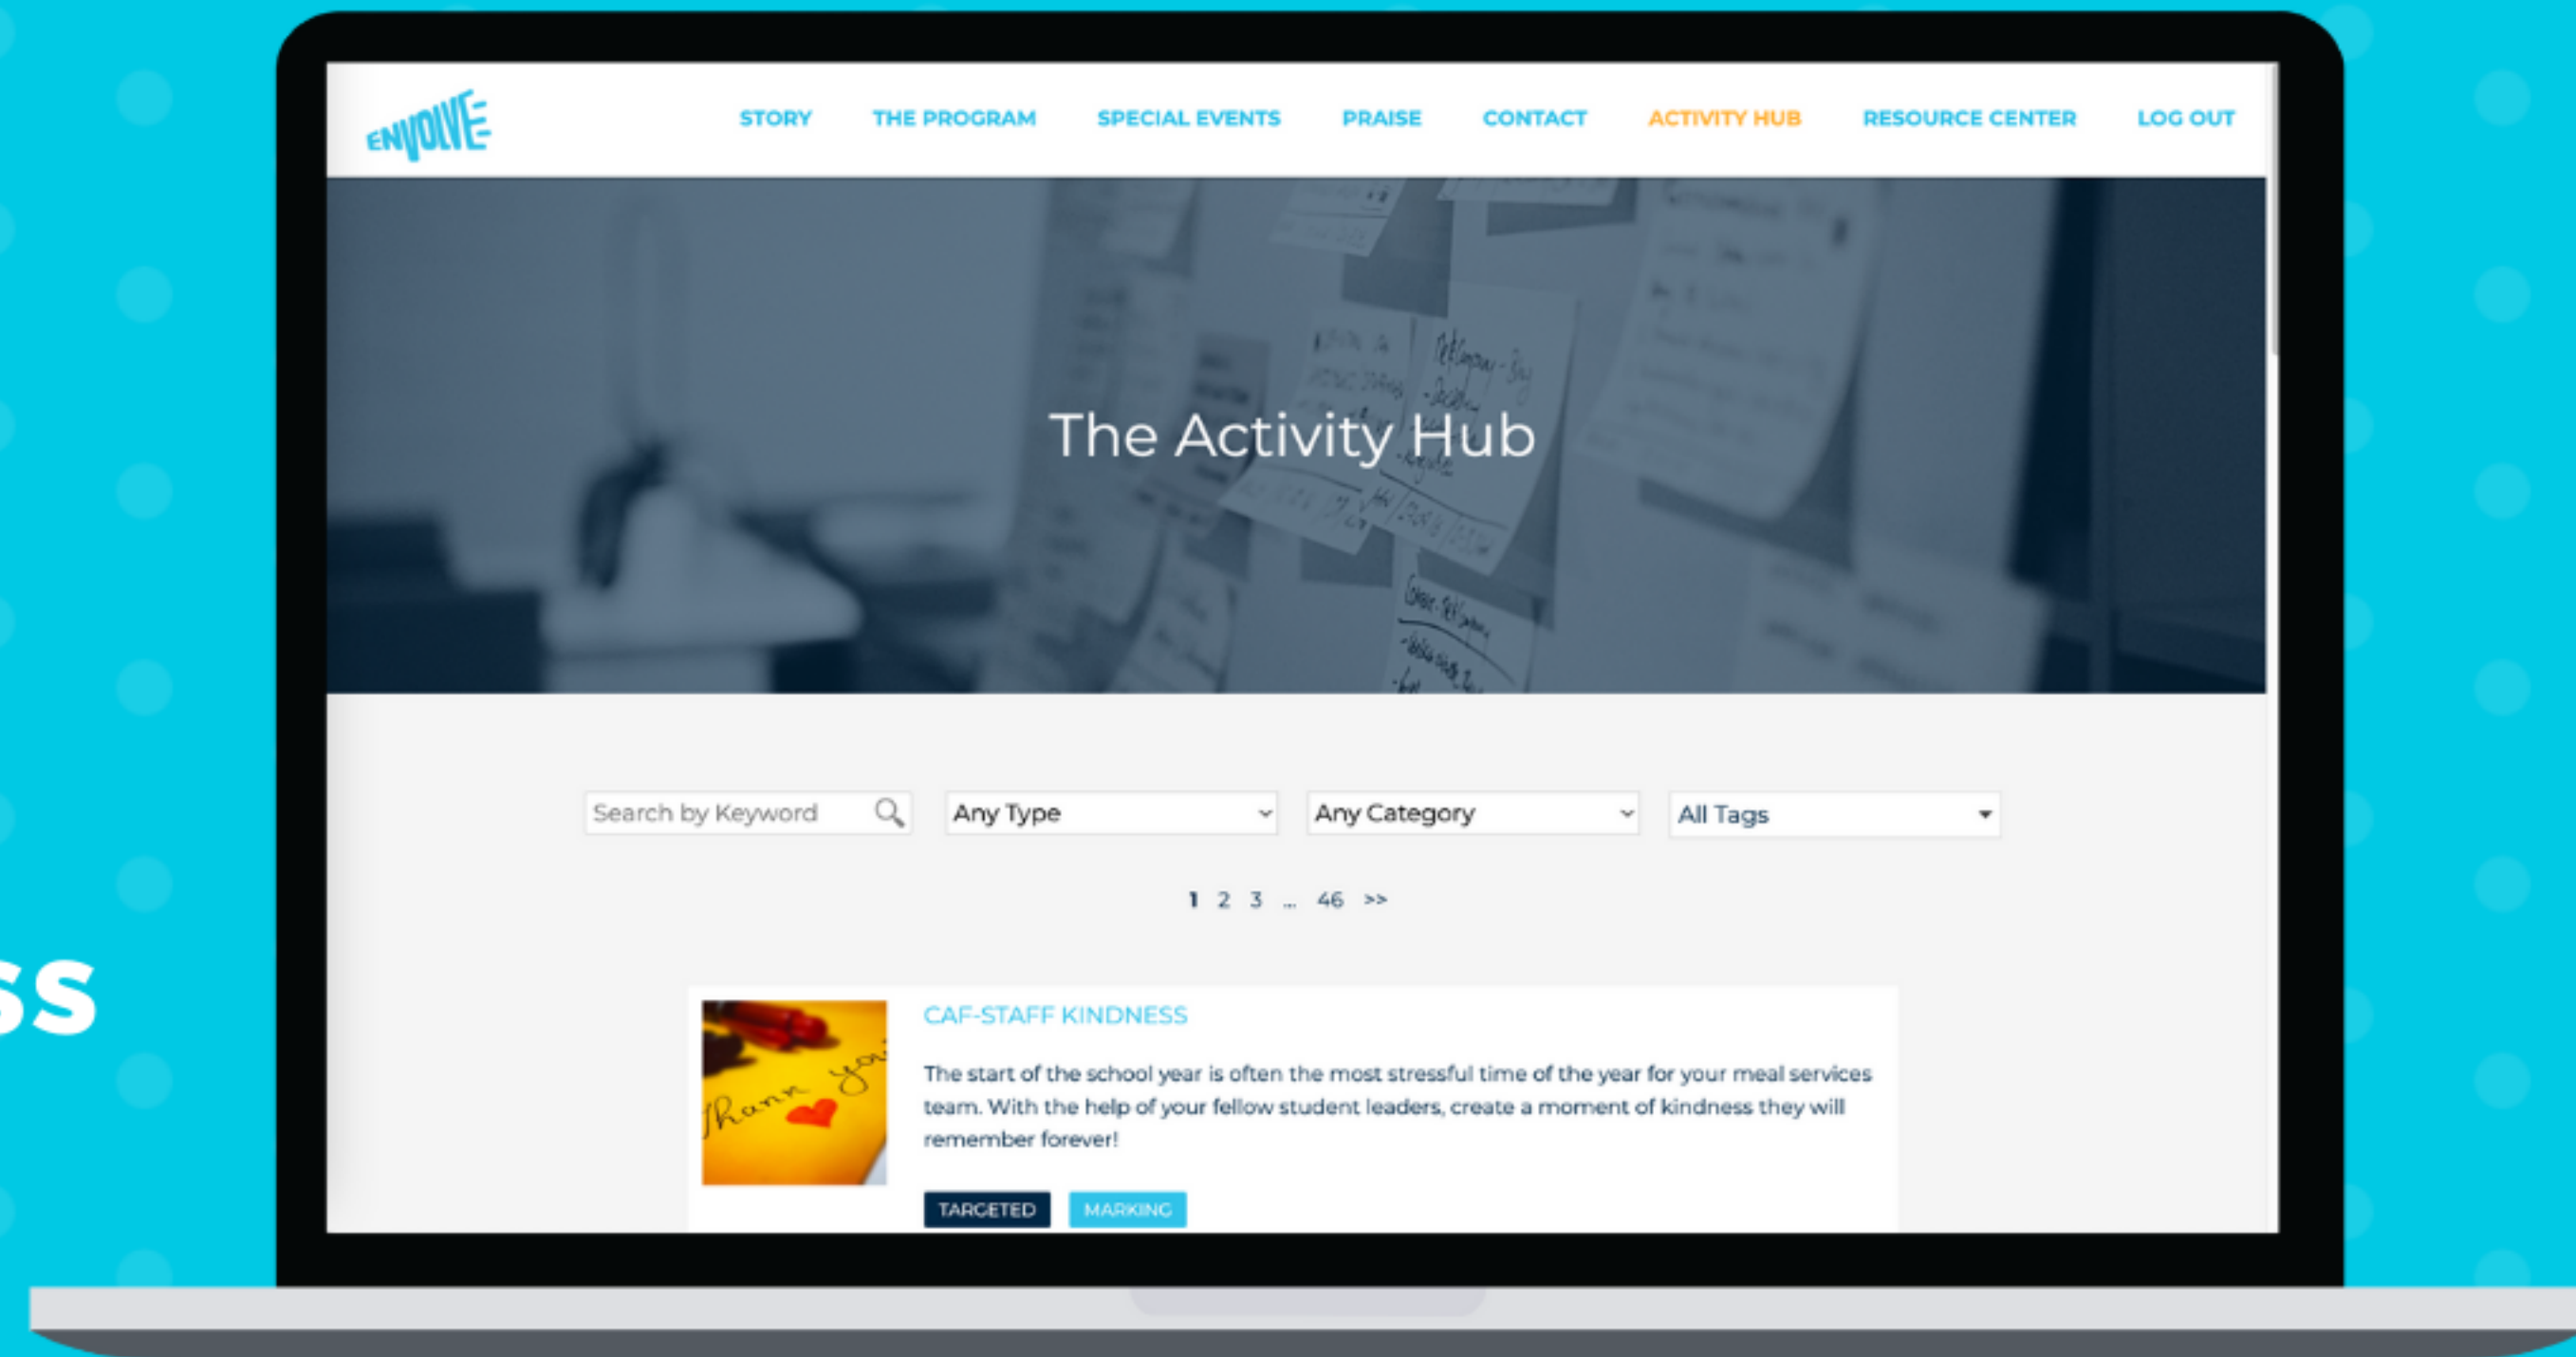 ENVOLVE
STORY THE PROGRAM SPECIAL EVENTS PRAISE CONTACT ACTIVITY HUB RESOURCE CENTER LOG OUT
The Activity Hub
Search by Keyword Any Type Any Category All Tags
1 2 3 ... 46 >>
ss
CAF-STAFF KINDNESS
The start of the school year is often the most stressful time of the year for your meal services
team. With the help of your fellow student leaders, create a moment of kindness they will
remember forever!
Thank you
TARGETED MARKING